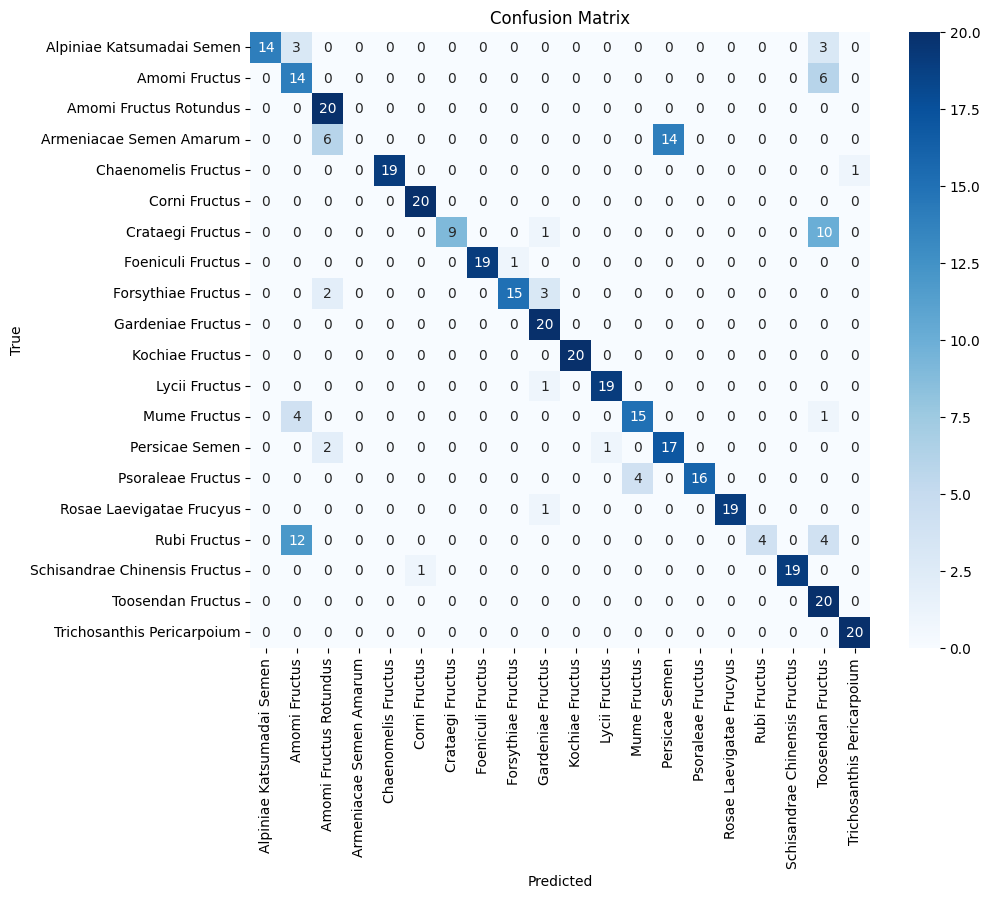 Confusion Matrix
True
Alpiniae Katsumadai Semen 14 3 0 0 0 0 0 0 0 0 0 0 0 0 0 0 0 0 3 0
Amomi Fructus 0 14 0 0 0 0 0 0 0 0 0 0 0 0 0 0 0 0 6 0
Amomi Fructus Rotundus 0 0 20 0 0 0 0 0 0 0 0 0 0 0 0 0 0 0 0 0
Armeniacae Semen Amarum 0 0 6 0 0 0 0 0 0 0 0 0 0 14 0 0 0 0 0 0
Chaenomelis Fructus 0 0 0 0 19 0 0 0 0 0 0 0 0 0 0 0 0 0 0 1
Corni Fructus 0 0 0 0 0 20 0 0 0 0 0 0 0 0 0 0 0 0 0 0
Crataegi Fructus 0 0 0 0 0 0 9 0 0 1 0 0 0 0 0 0 0 0 10 0
Foeniculi Fructus 0 0 0 0 0 0 0 19 1 0 0 0 0 0 0 0 0 0 0 0
Forsythiae Fructus 0 0 2 0 0 0 0 0 15 3 0 0 0 0 0 0 0 0 0 0
Gardeniae Fructus 0 0 0 0 0 0 0 0 0 20 0 0 0 0 0 0 0 0 0 0
Kochiae Fructus 0 0 0 0 0 0 0 0 0 0 20 0 0 0 0 0 0 0 0 0
Lycii Fructus 0 0 0 0 0 0 0 0 0 1 0 19 0 0 0 0 0 0 0 0
Mume Fructus 0 4 0 0 0 0 0 0 0 0 0 0 15 0 0 0 0 0 1 0
Persicae Semen 0 0 2 0 0 0 0 0 0 0 0 1 0 17 0 0 0 0 0 0
Psoraleae Fructus 0 0 0 0 0 0 0 0 0 0 0 0 4 0 16 0 0 0 0 0
Rosae Laevigatae Frucyus 0 0 0 0 0 0 0 0 0 1 0 0 0 0 0 19 0 0 0 0
Rubi Fructus 0 12 0 0 0 0 0 0 0 0 0 0 0 0 0 0 4 0 4 0
Schisandrae Chinensis Fructus 0 0 0 0 0 1 0 0 0 0 0 0 0 0 0 0 0 19 0 0
Toosendan Fructus 0 0 0 0 0 0 0 0 0 0 0 0 0 0 0 0 0 0 20 0
Trichosanthis Pericarpoium 0 0 0 0 0 0 0 0 0 0 0 0 0 0 0 0 0 0 0 20
Alpiniae Katsumadai Semen
Amomi Fructus
Amomi Fructus Rotundus
Armeniacae Semen Amarum
Chaenomelis Fructus
Corni Fructus
Crataegi Fructus
Foeniculi Fructus
Forsythiae Fructus
Gardeniae Fructus
Kochiae Fructus
Lycii Fructus
Mume Fructus
Persicae Semen
Psoraleae Fructus
Rosae Laevigatae Frucyus
Rubi Fructus
Schisandrae Chinensis Fructus
Toosendan Fructus
Trichosanthis Pericarpoium
Predicted
20.0
17.5
15.0
12.5
10.0
7.5
5.0
2.5
0.0